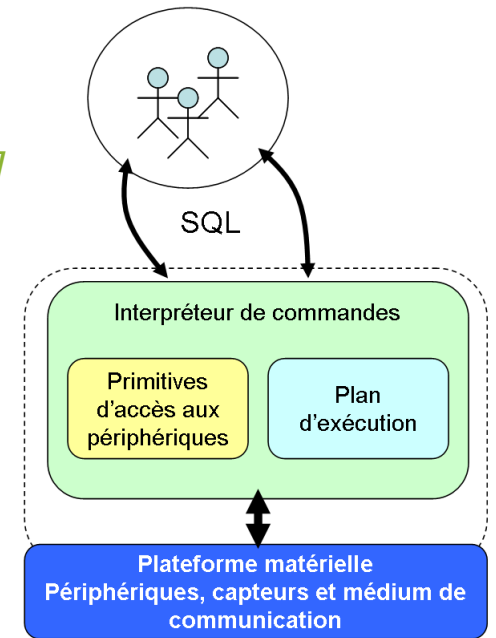 SQL
Interpréteur de commandes
Primitives
d'accès aux
périphériques
Plan
d'exécution
Plateforme matérielle
Périphériques, capteurs et médium de
communication